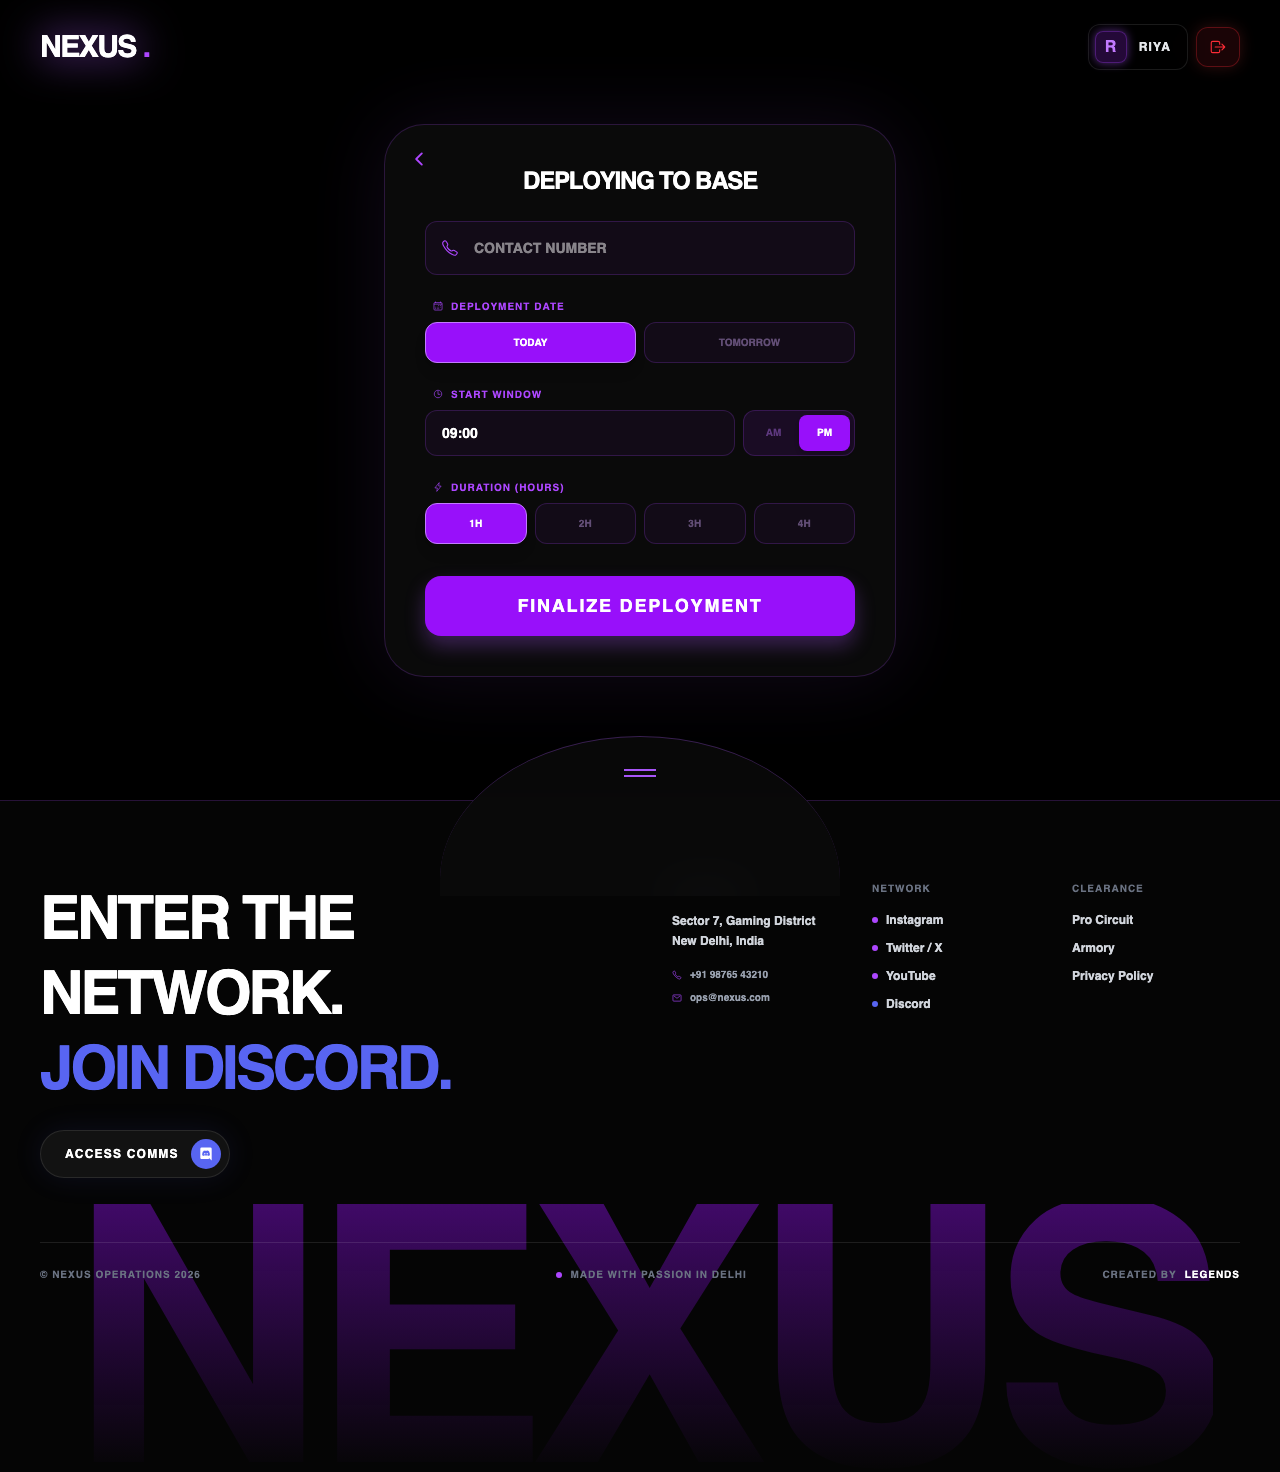 NEXUS .
R
RIYA
DEPLOYING TO BASE
CONTACT NUMBER
DEPLOYMENT DATE
TODAY
TOMORROW
START WINDOW
09:00
AM
PM
DURATION (HOURS)
1H
2H
3H
4H
FINALIZE DEPLOYMENT
ENTER THE
NETWORK.
JOIN DISCORD.
ACCESS COMMS
Sector 7, Gaming District
New Delhi, India
+91 98765 43210
ops@nexus.com
NETWORK
Instagram
Twitter / X
YouTube
Discord
CLEARANCE
Pro Circuit
Armory
Privacy Policy
NEXUS
© NEXUS OPERATIONS 2026
MADE WITH PASSION IN DELHI
CREATED BY LEGENDS